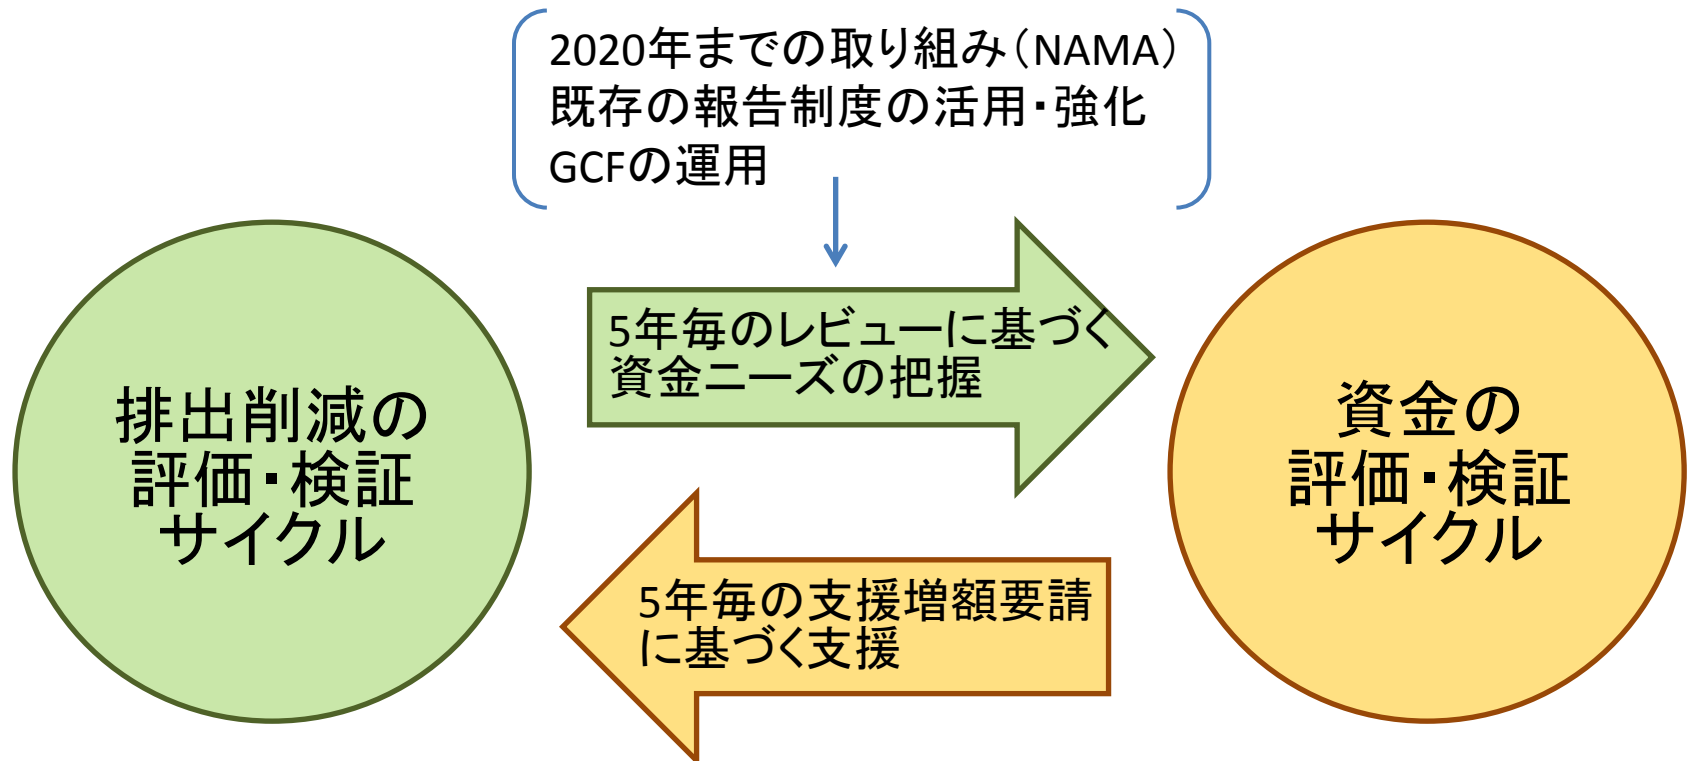 2020年までの取り組み（NAMA）
既存の報告制度の活用・強化
GCFの運用
5年毎のレビューに基づく
資金ニーズの把握
排出削減の
評価・検証
サイクル
資金の
評価・検証
サイクル
5年毎の支援増額要請
に基づく支援